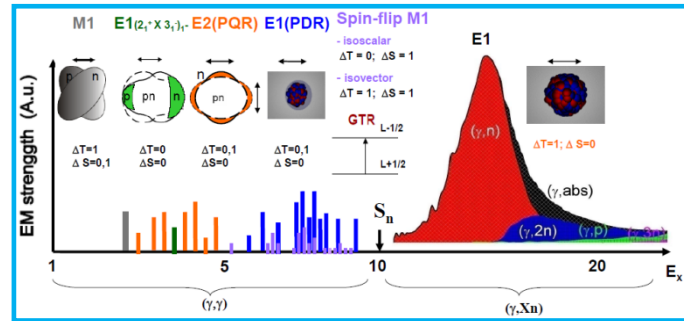 M1
E1(2₁⁺ X 3₁⁻)₁-
E2(PQR)
E1(PDR)
Spin-flip M1
- isoscalar
ΔT = 0; ΔS = 1
- isovector
ΔT = 1; ΔS = 1
GTR
L-1/2
L+1/2
E1
p
n
p
pn
n
n
pn
ΔT=1
Δ S=0,1
ΔT=0
ΔS=0
ΔT=0,1
ΔS=0
ΔT=0,1
ΔS=0
ΔT=1; Δ S=0
EM strenggth (A.u.)
(γ,n)
(γ,abs)
(γ,2n)
(γ,p)
(γ,3n)
Sn
1
5
10
20
Ex
(γ,γ)
(γ,Xn)